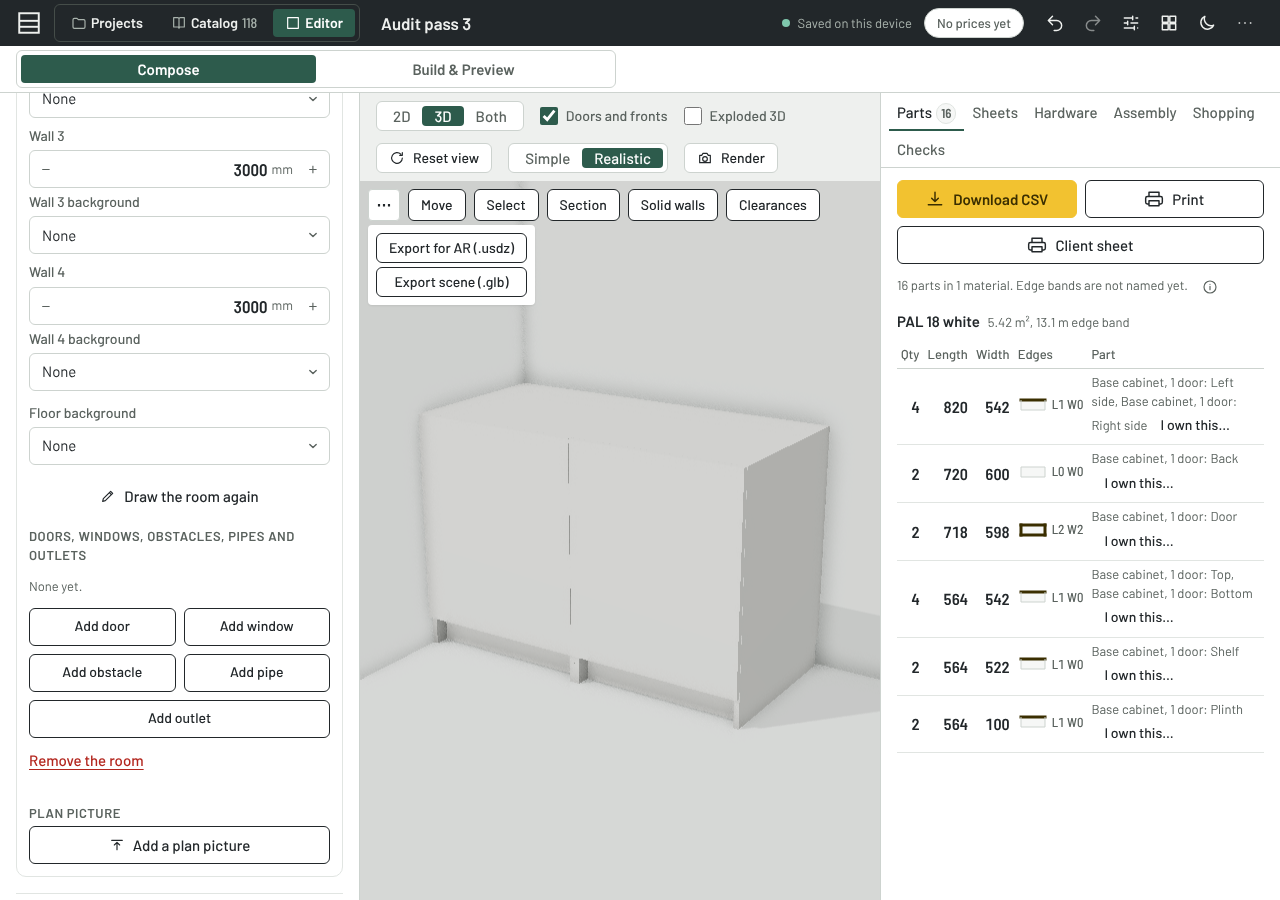 Projects
Catalog 118
Editor
Audit pass 3
Saved on this device
No prices yet
Compose
Build & Preview
None
Wall 3
− 3000 mm +
Wall 3 background
None
Wall 4
− 3000 mm +
Wall 4 background
None
Floor background
None
Draw the room again
DOORS, WINDOWS, OBSTACLES, PIPES AND
OUTLETS
None yet.
Add door
Add window
Add obstacle
Add pipe
Add outlet
Remove the room
PLAN PICTURE
Add a plan picture
2D 3D Both
Doors and fronts
Exploded 3D
Reset view
Simple Realistic
Render
Move
Select
Section
Solid walls
Clearances
Export for AR (.usdz)
Export scene (.glb)
Parts 16
Sheets
Hardware
Assembly
Shopping
Checks
Download CSV
Print
Client sheet
16 parts in 1 material. Edge bands are not named yet.
PAL 18 white 5.42 m², 13.1 m edge band
Qty Length Width Edges Part
4 820 542 L1 W0 Base cabinet, 1 door: Left
side, Base cabinet, 1 door:
Right side I own this...
2 720 600 L0 W0 Base cabinet, 1 door: Back
I own this...
2 718 598 L2 W2 Base cabinet, 1 door: Door
I own this...
4 564 542 L1 W0 Base cabinet, 1 door: Top,
Base cabinet, 1 door: Bottom
I own this...
2 564 522 L1 W0 Base cabinet, 1 door: Shelf
I own this...
2 564 100 L1 W0 Base cabinet, 1 door: Plinth
I own this...